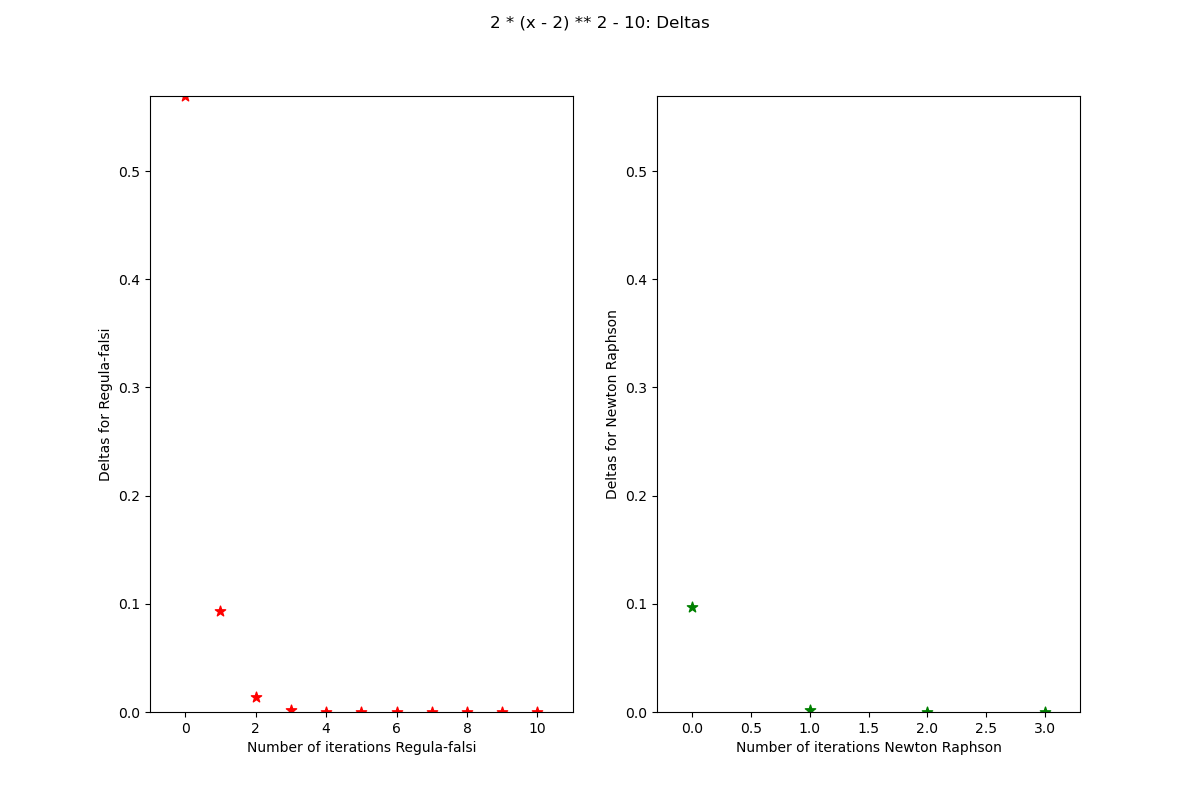 2 * (x - 2) ** 2 - 10: Deltas
Deltas for Regula-falsi
0.5
0.4
0.3
0.2
0.1
0.0
0 2 4 6 8 10
Number of iterations Regula-falsi
Deltas for Newton Raphson
0.5
0.4
0.3
0.2
0.1
0.0
0.0 0.5 1.0 1.5 2.0 2.5 3.0
Number of iterations Newton Raphson